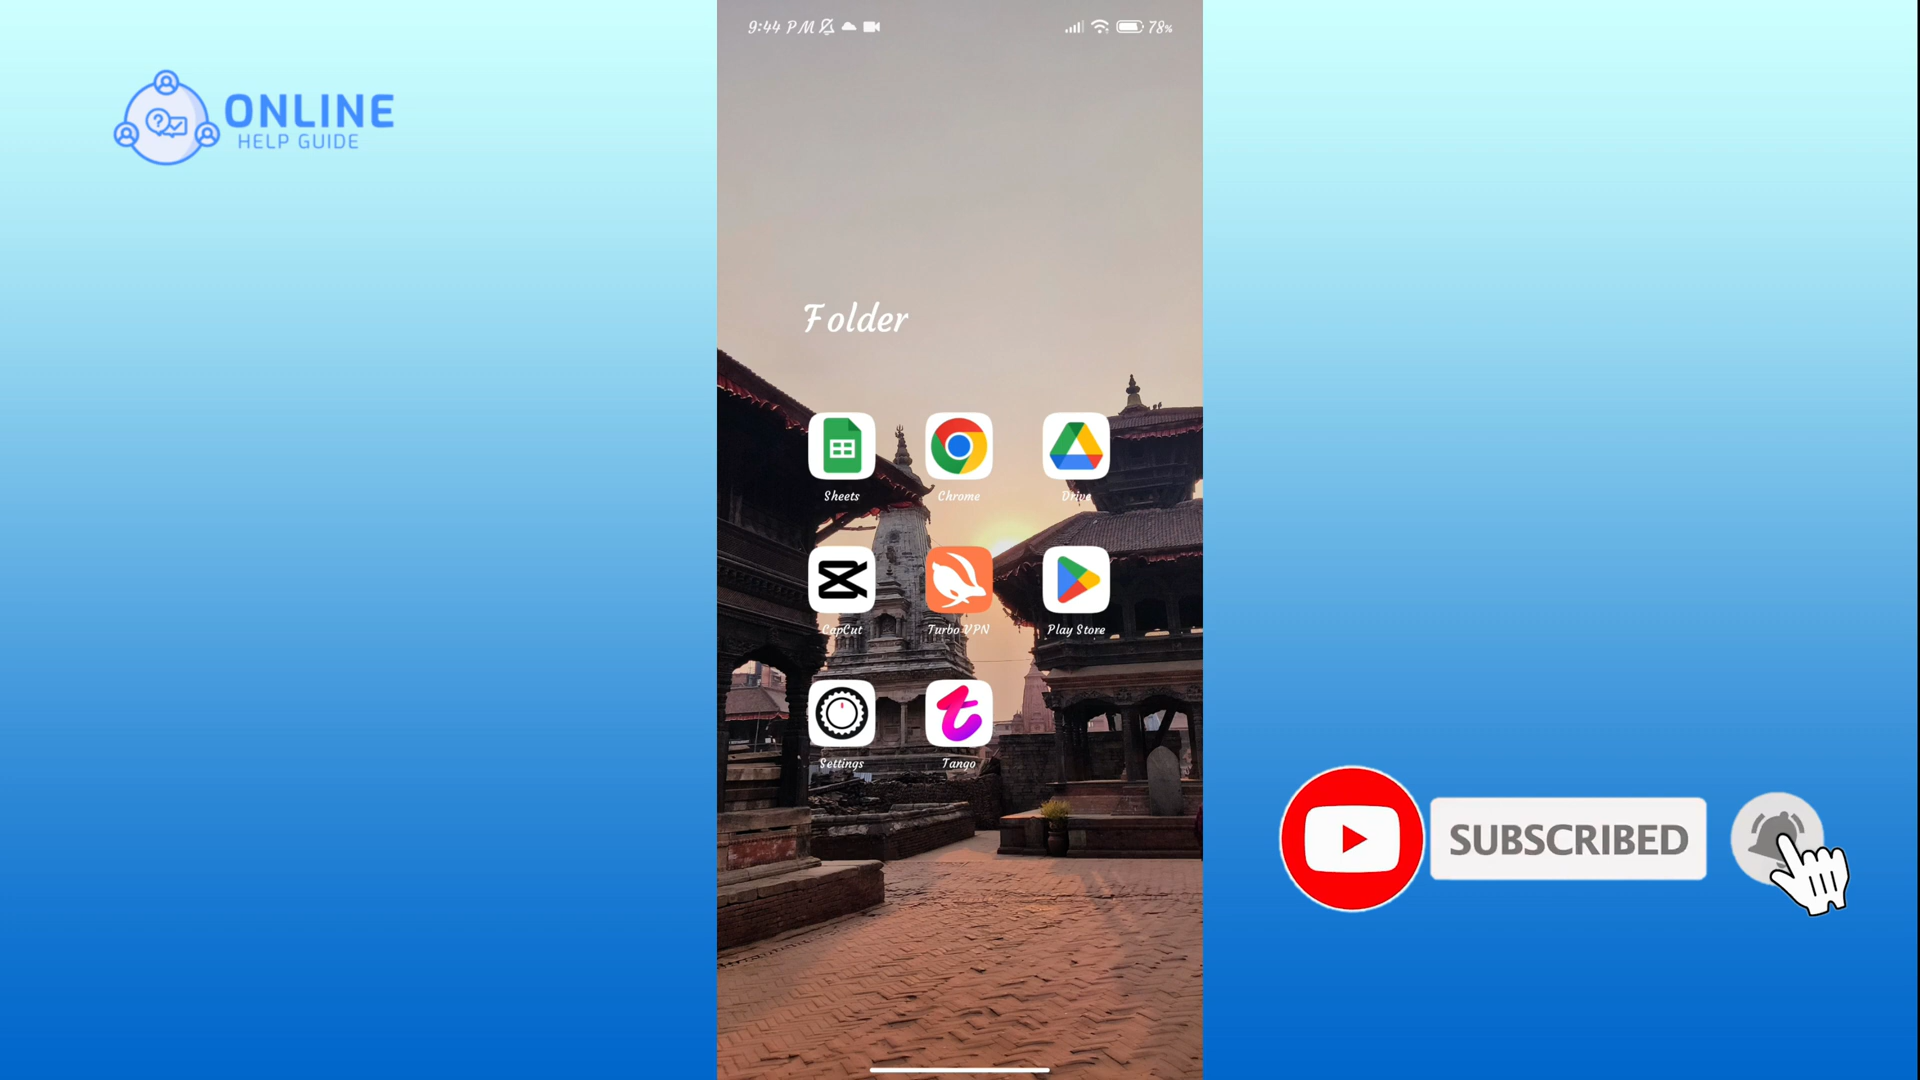 9:44 PM
78%
ONLINE
HELP GUIDE
Folder
Sheets
Chrome
Drive
CapCut
Turbo VPN
Play Store
Settings
Tango
SUBSCRIBED